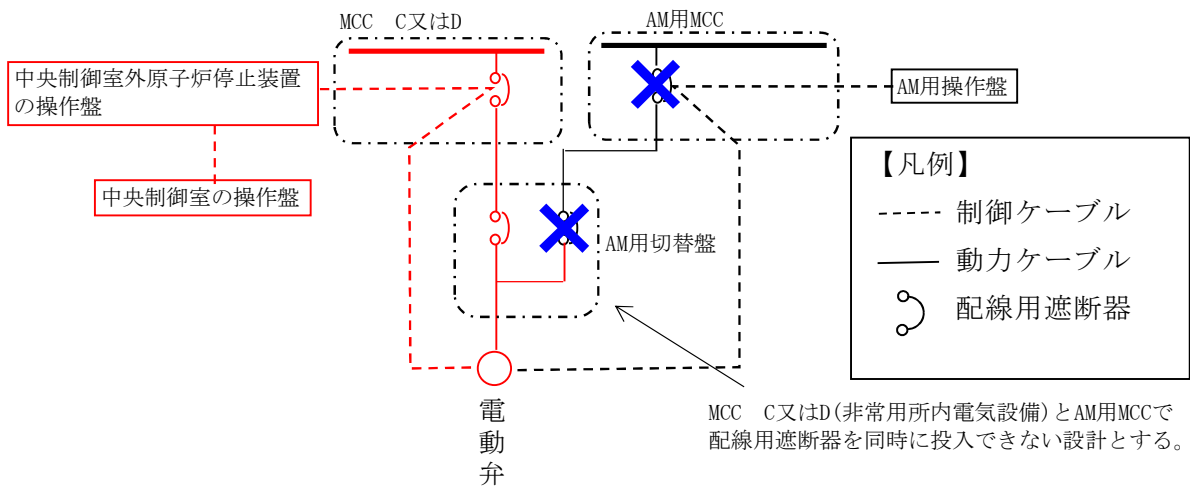 MCC　C又はD
AM用MCC
中央制御室外原子炉停止装置
の操作盤
AM用操作盤
中央制御室の操作盤
【凡例】
制御ケーブル
動力ケーブル
配線用遮断器
AM用切替盤
電
動
弁
MCC　C又はD(非常用所内電気設備)とAM用MCCで
配線用遮断器を同時に投入できない設計とする。